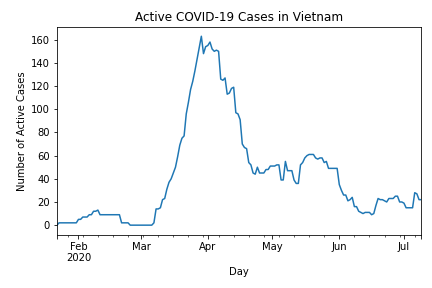 Active COVID-19 Cases in Vietnam
160
140
120
100
80
60
40
20
0
Number of Active Cases
Feb
2020
Mar
Apr
May
Jun
Jul
Day